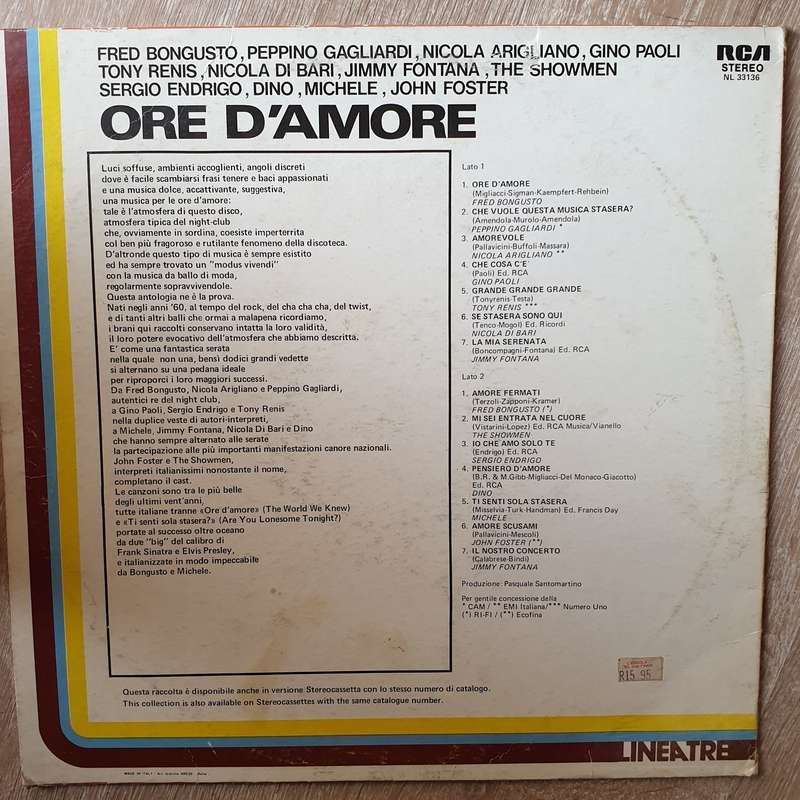 FRED BONGUSTO, PEPPINO GAGLIARDI, NICOLA ARIGLIANO, GINO PAOLI
TONY RENIS, NICOLA DI BARI, JIMMY FONTANA, THE SHOWMEN
SERGIO ENDRIGO, DINO, MICHELE, JOHN FOSTER
ORE D'AMORE
RCA
STEREO
NL 33136
Luci soffuse, ambienti accoglienti, angoli discreti
dove è facile scambiarsi frasi tenere e baci appassionati
e una musica dolce, accattivante, suggestiva,
una musica per le ore d'amore:
tale è l'atmosfera di questo disco,
atmosfera tipica del night-club
che, ovviamente in sordina, coesiste imperterrita
col ben più fragoroso e rutilante fenomeno della discoteca.
D'altronde questo tipo di musica è sempre esistito
ed ha sempre trovato un "modus vivendi"
con la musica da ballo di moda,
regolarmente sopravvivendole.
Questa antologia ne è la prova.
Nati negli anni '60, al tempo del rock, del cha cha cha, del twist,
e di tanti altri balli che ormai a malapena ricordiamo,
i brani qui raccolti conservano intatta la loro validità,
il loro potere evocativo dell'atmosfera che abbiamo descritta.
E' come una fantastica serata
nella quale non una, bensì dodici grandi vedette
si alternano su una pedana ideale
per riproporci i loro maggiori successi.
Da Fred Bongusto, Nicola Arigliano e Peppino Gagliardi,
autentici re del night club,
a Gino Paoli, Sergio Endrigo e Tony Renis
nella duplice veste di autori-interpreti,
a Michele, Jimmy Fontana, Nicola Di Bari e Dino
che hanno sempre alternato alle serate
la partecipazione alle più importanti manifestazioni canore nazionali.
John Foster e The Showmen,
interpreti italianissimi nonostante il nome,
completano il cast.
Le canzoni sono tra le più belle
degli ultimi vent'anni,
tutte italiane tranne «Ore d'amore» (The World We Knew)
e «Ti senti sola stasera?» (Are You Lonesome Tonight?)
portate al successo oltre oceano
da due "big" del calibro di
Frank Sinatra e Elvis Presley,
e italianizzate in modo impeccabile
da Bongusto e Michele.
Lato 1
1. ORE D'AMORE
(Migliacci-Sigman-Kaempfert-Rehbein)
FRED BONGUSTO
2. CHE VUOLE QUESTA MUSICA STASERA?
(Amendola-Murolo-Amendola)
PEPPINO GAGLIARDI *
3. AMOREVOLE
(Pallavicini-Buffoli-Massara)
NICOLA ARIGLIANO **
4. CHE COSA C'E'
(Paoli) Ed. RCA
GINO PAOLI
5. GRANDE GRANDE GRANDE
(Tonyrenis-Testa)
TONY RENIS ***
6. SE STASERA SONO QUI
(Tenco-Mogol) Ed. Ricordi
NICOLA DI BARI
7. LA MIA SERENATA
(Boncompagni-Fontana) Ed. RCA
JIMMY FONTANA
Lato 2
1. AMORE FERMATI
(Terzoli-Zapponi-Kramer)
FRED BONGUSTO (*)
2. MI SEI ENTRATA NEL CUORE
(Vistarini-Lopez) Ed. RCA Musica/Vianello
THE SHOWMEN
3. IO CHE AMO SOLO TE
(Endrigo) Ed. RCA
SERGIO ENDRIGO
4. PENSIERO D'AMORE
(B.R. & M.Gibb-Migliacci-Del Monaco-Giacotto)
Ed. RCA
DINO
5. TI SENTI SOLA STASERA
(Misselvia-Turk-Handman) Ed. Francis Day
MICHELE
6. AMORE SCUSAMI
(Pallavicini-Mescoli)
JOHN FOSTER (**)
7. IL NOSTRO CONCERTO
(Calabrese-Bindi)
JIMMY FONTANA
Produzione: Pasquale Santomartino
Per gentile concessione della
* CAM / ** EMI Italiana/*** Numero Uno
(*) RI-FI / (**) Ecofina
R15 95
Questa raccolta è disponibile anche in versione Stereocassetta con lo stesso numero di catalogo.
This collection is also available on Stereocassettes with the same catalogue number.
LINEATRE
MADE IN ITALY